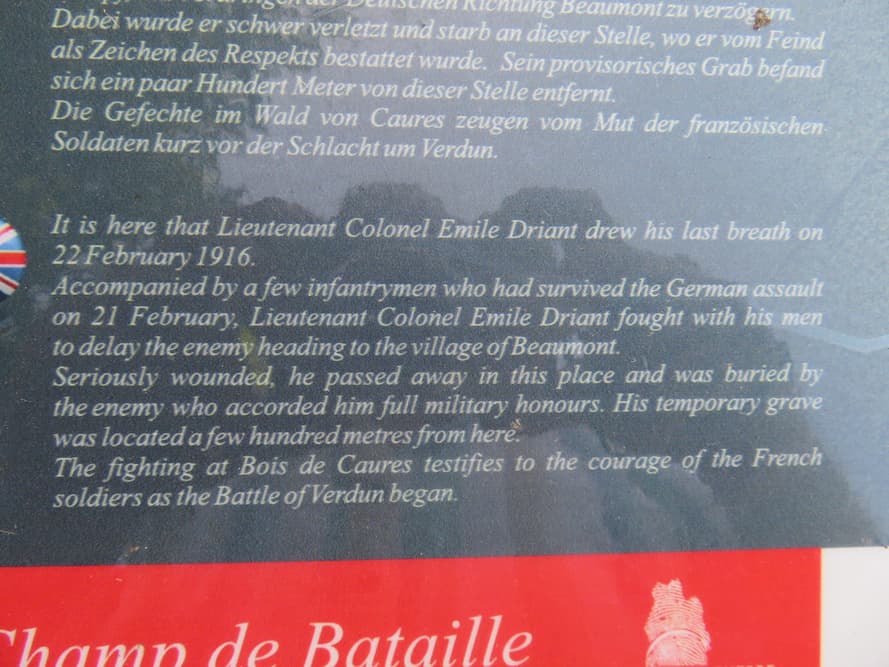 der Deutschen Richtung Beaumont zu verzögern.
Dabei wurde er schwer verletzt und starb an dieser Stelle, wo er vom Feind
als Zeichen des Respekts bestattet wurde. Sein provisorisches Grab befand
sich ein paar Hundert Meter von dieser Stelle entfernt.
Die Gefechte im Wald von Caures zeugen vom Mut der französischen
Soldaten kurz vor der Schlacht um Verdun.
It is here that Lieutenant Colonel Emile Driant drew his last breath on
22 February 1916.
Accompanied by a few infantrymen who had survived the German assault
on 21 February, Lieutenant Colonel Emile Driant fought with his men
to delay the enemy heading to the village of Beaumont.
Seriously wounded, he passed away in this place and was buried by
the enemy who accorded him full military honours. His temporary grave
was located a few hundred metres from here.
The fighting at Bois de Caures testifies to the courage of the French
soldiers as the Battle of Verdun began.
Champ de Bataille